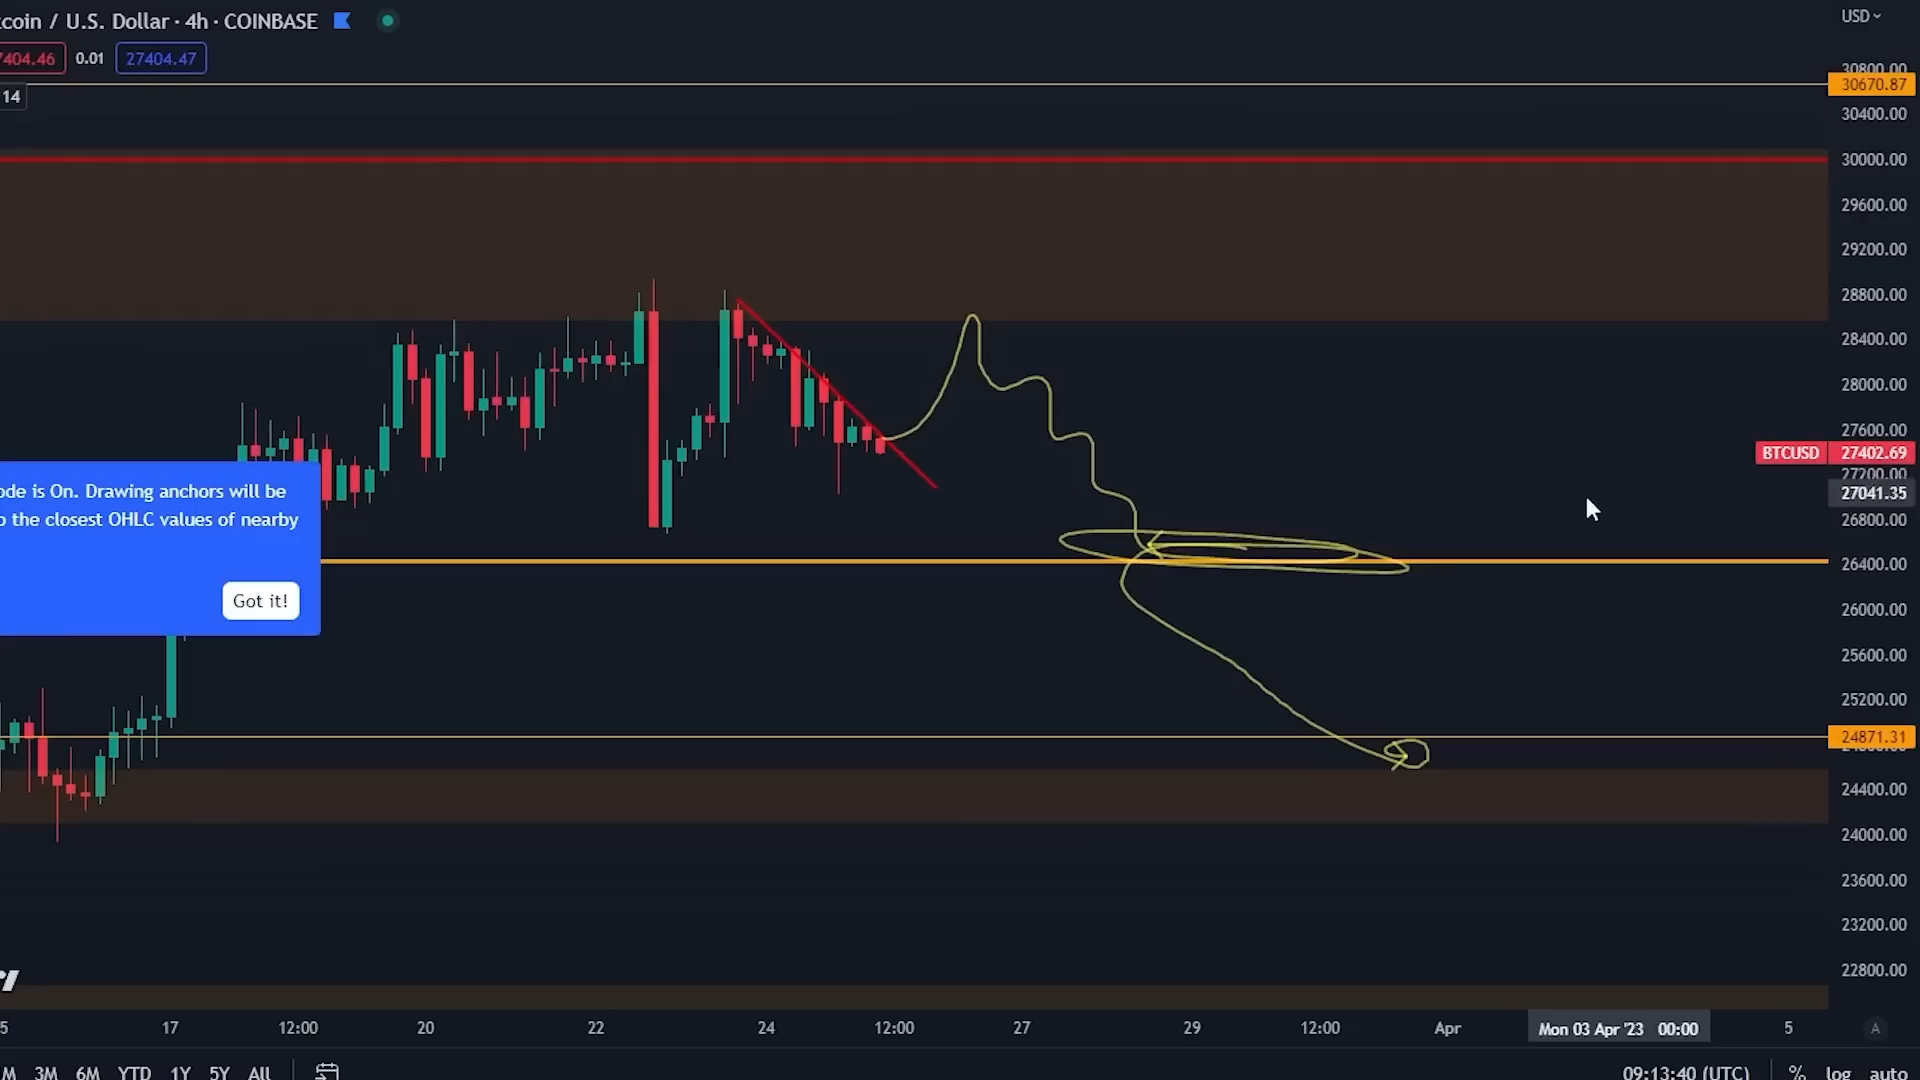 coin / U.S. Dollar · 4h · COINBASE
USD
7404.46 0.01 27404.47
14
30800.00
30670.87
30400.00
30000.00
29600.00
29200.00
28800.00
28400.00
28000.00
27600.00
BTCUSD 27402.69
27200.00
27041.35
26800.00
26400.00
26000.00
25600.00
25200.00
24871.31
24400.00
24000.00
23600.00
23200.00
22800.00
ode is On. Drawing anchors will be
o the closest OHLC values of nearby
Got it!
5 17 12:00 20 22 24 12:00 27 29 12:00 Apr Mon 03 Apr '23 00:00 5 A
M 3M 6M YTD 1Y 5Y All 09:13:40 (UTC) % log auto